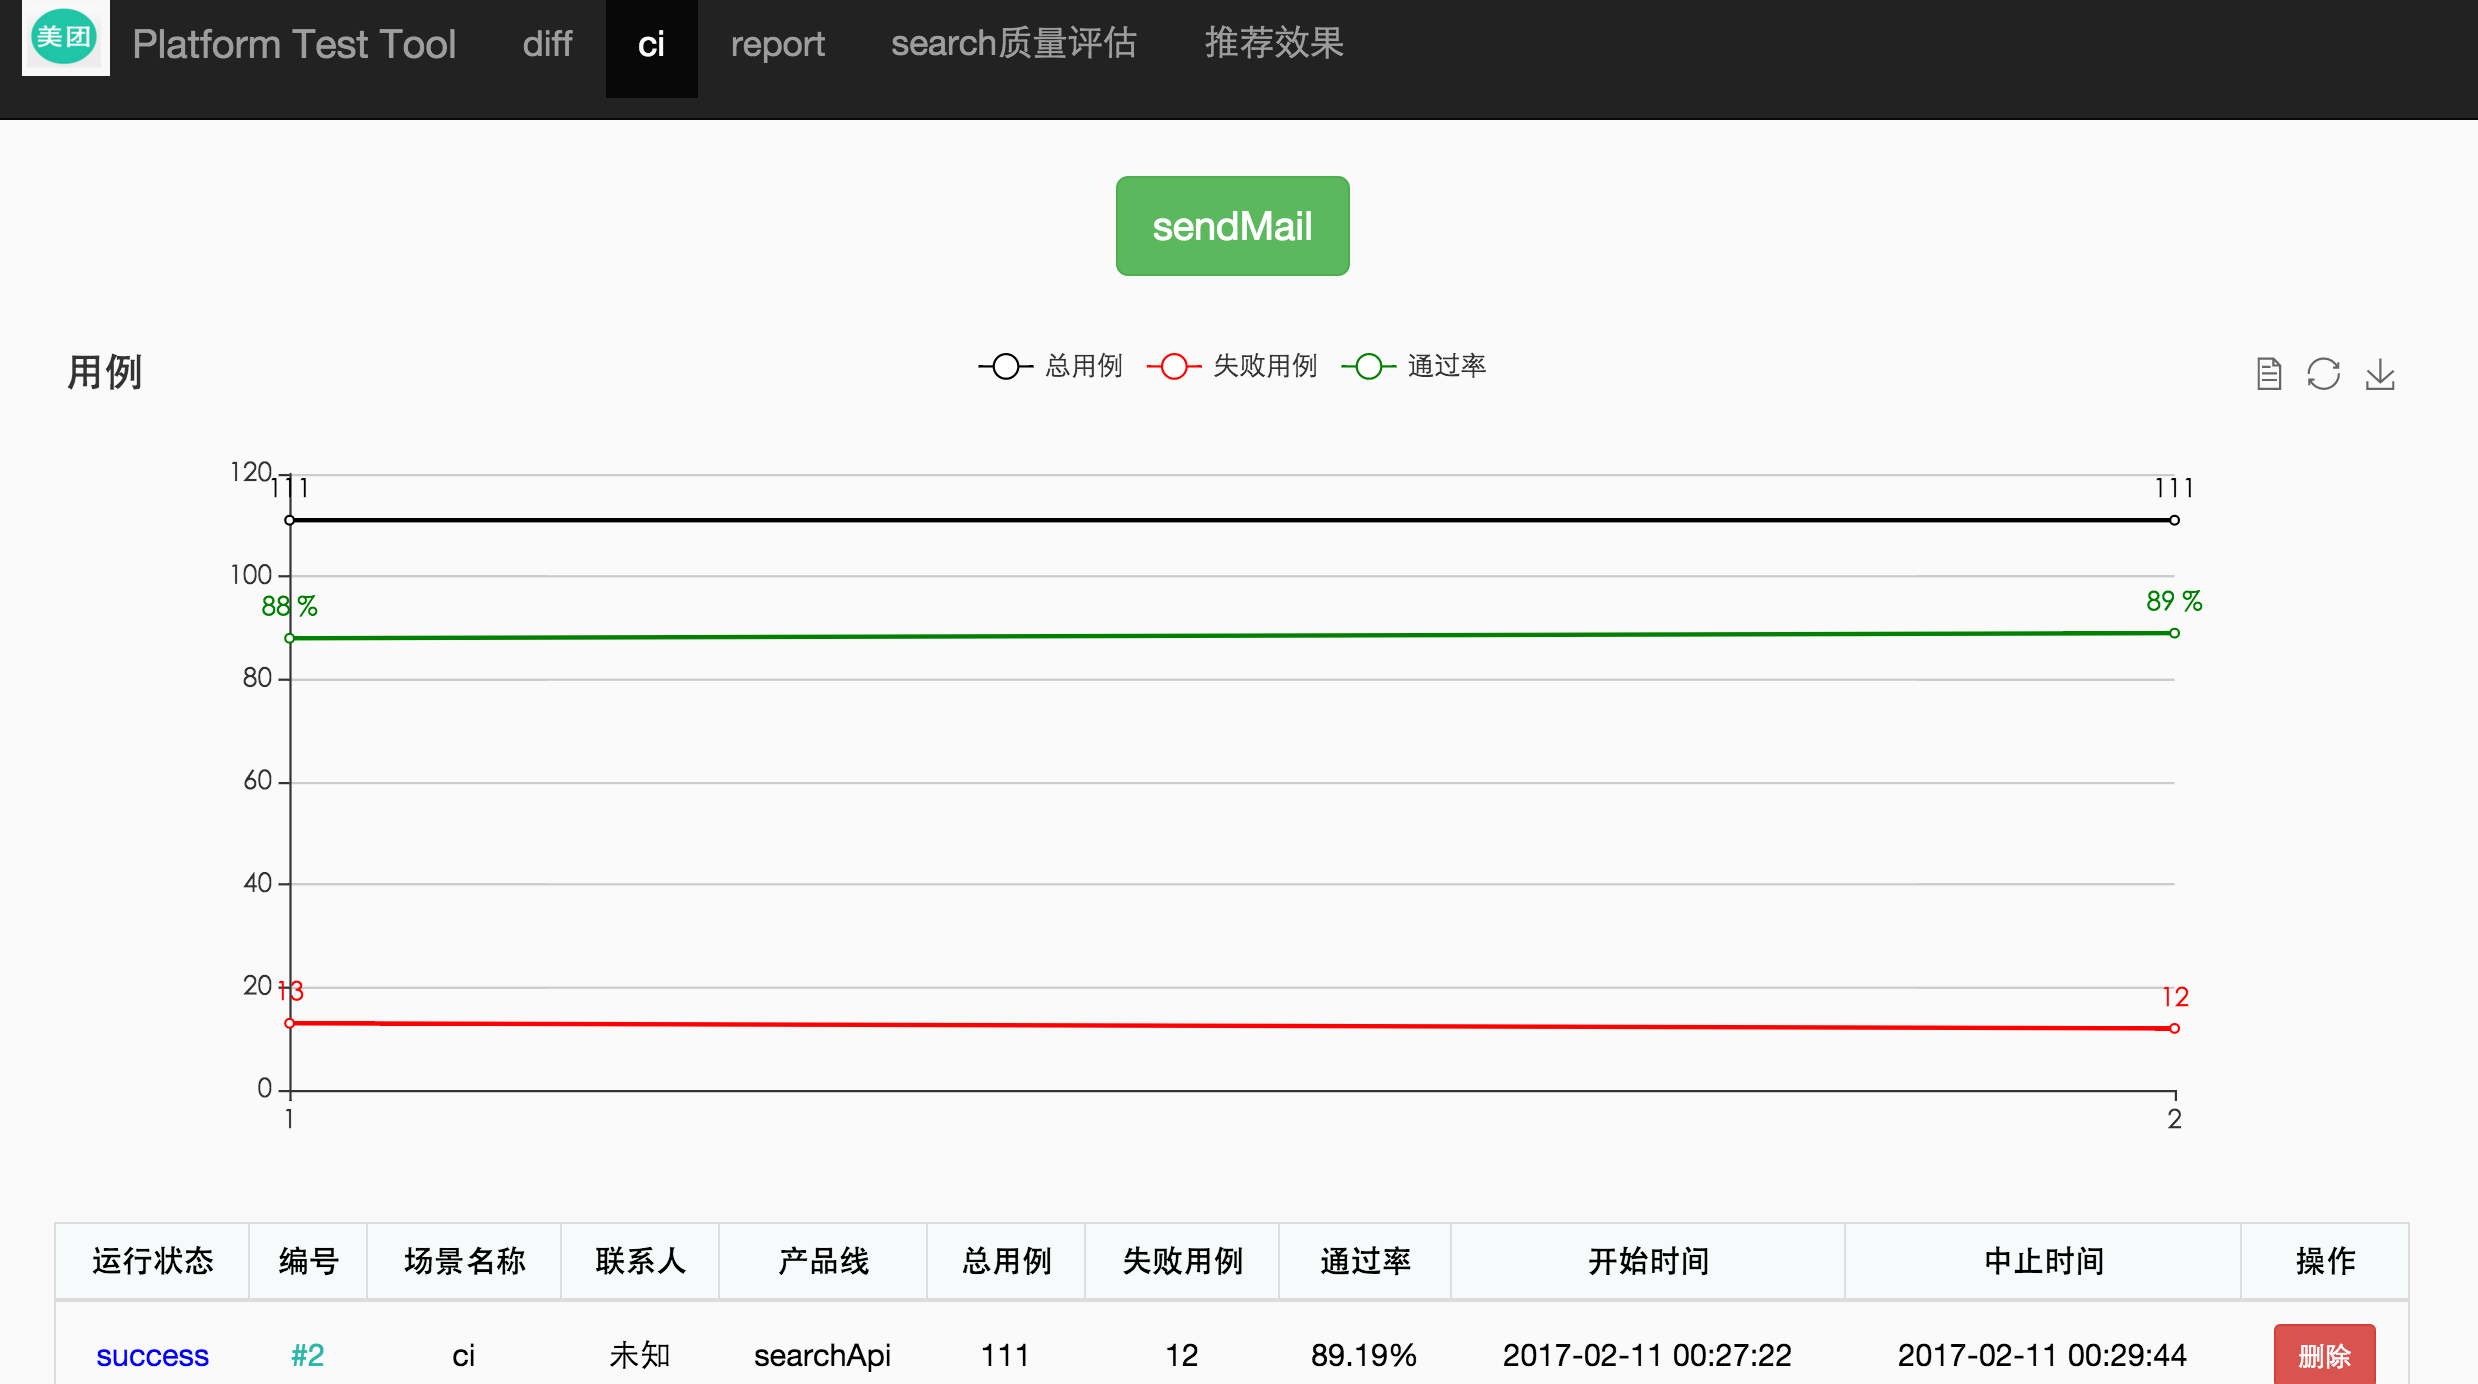 美团 Platform Test Tool diff ci report search质量评估 推荐效果
sendMail
用例 总用例 失败用例 通过率
120
111 111
100
88 % 89 %
80
60
40
20
13 12
0
1 2
运行状态 编号 场景名称 联系人 产品线 总用例 失败用例 通过率 开始时间 中止时间 操作
success #2 ci 未知 searchApi 111 12 89.19% 2017-02-11 00:27:22 2017-02-11 00:29:44 删除